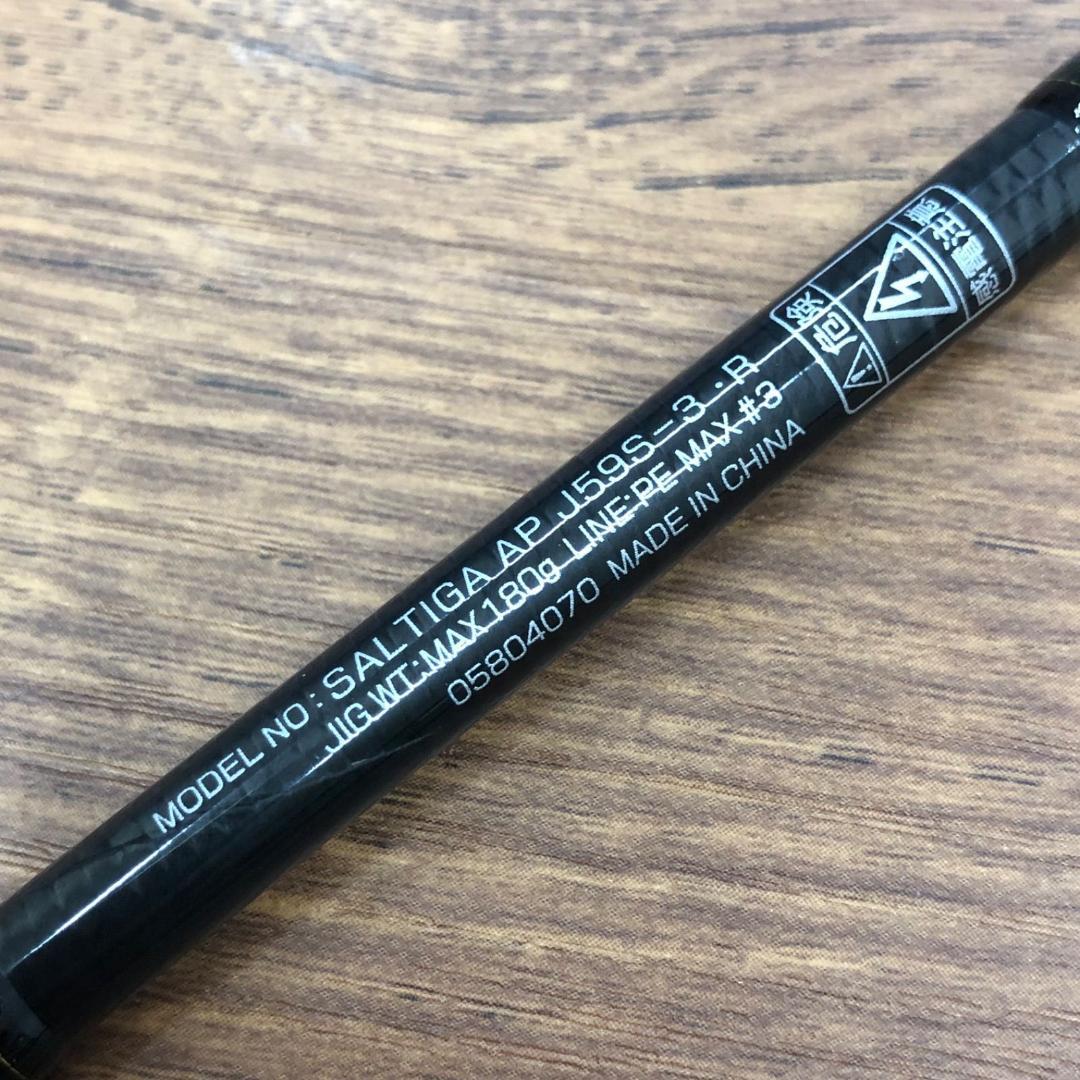 MODEL NO : SALTIGA AP J59S-3・R
JIG WT:MAX180g LINE:PE MAX #3
05804070 MADE IN CHINA
危険
感電注意